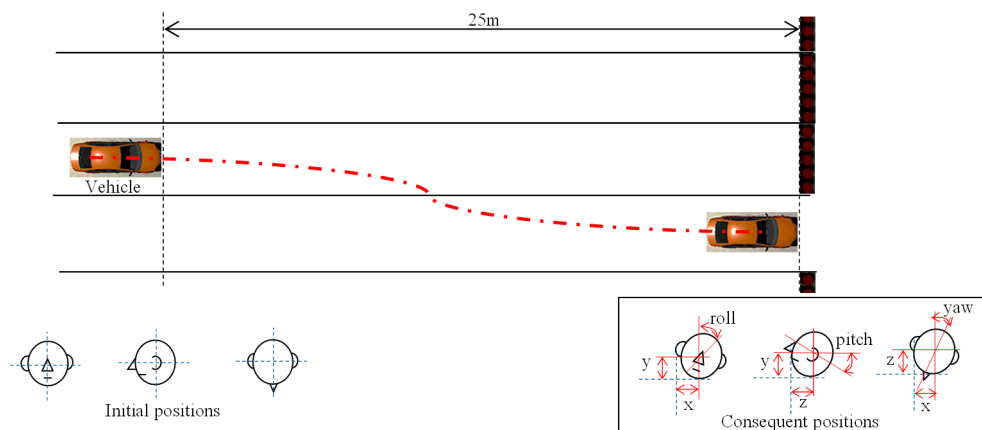 25m
Vehicle
roll
yaw
pitch
y
y
z
x
z
x
Initial positions
Consequent positions